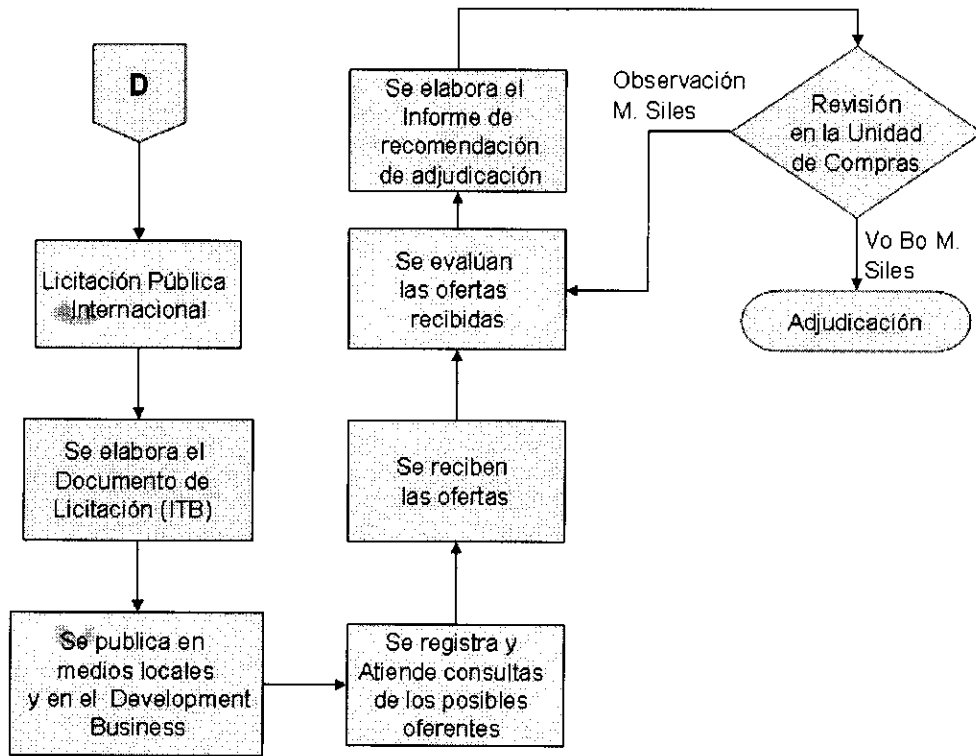 D
Licitación Pública
Internacional
Se elabora el
Documento de
Licitación (ITB)
Se publica en
medios locales
y en el Development
Business
Se registra y
Atiende consultas
de los posibles
oferentes
Se reciben
las ofertas
Se evalúan
las ofertas
recibidas
Se elabora el
Informe de
recomendación
de adjudicación
Observación
M. Siles
Revisión
en la Unidad
de Compras
Vo Bo M.
Siles
Adjudicación